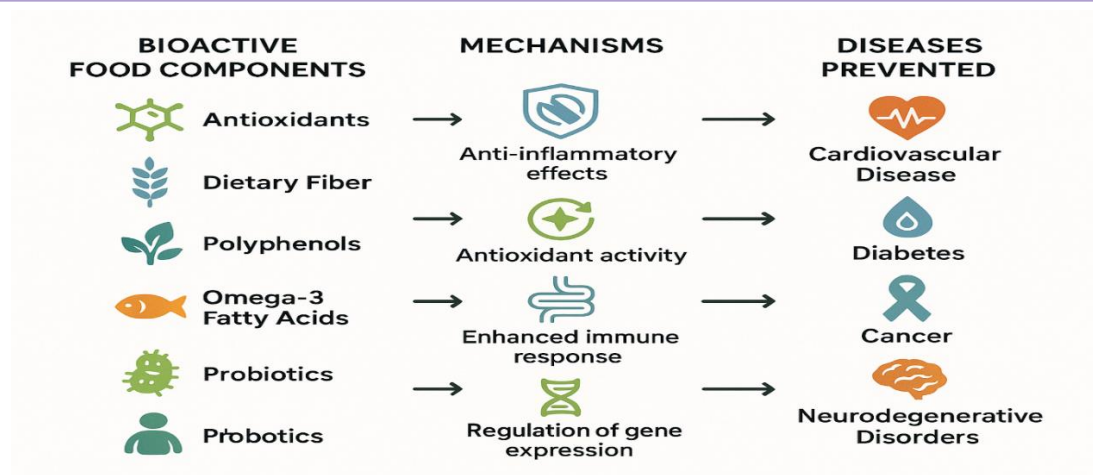 BIOACTIVE
FOOD COMPONENTS
Antioxidants
Dietary Fiber
Polyphenols
Omega-3
Fatty Acids
Probiotics
Probotics
MECHANISMS
Anti-inflammatory
effects
Antioxidant activity
Enhanced immune
response
Regulation of gene
expression
DISEASES
PREVENTED
Cardiovascular
Disease
Diabetes
Cancer
Neurodegenerative
Disorders